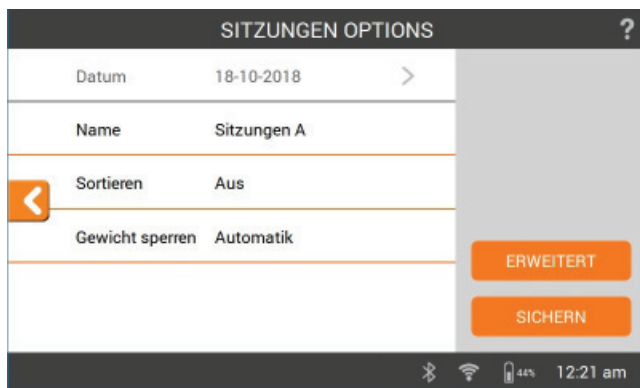 SITZUNGEN OPTIONS ?
Datum 18-10-2018
Name Sitzungen A
Sortieren Aus
Gewicht sperren Automatik
ERWEITERT
SICHERN
44% 12:21 am